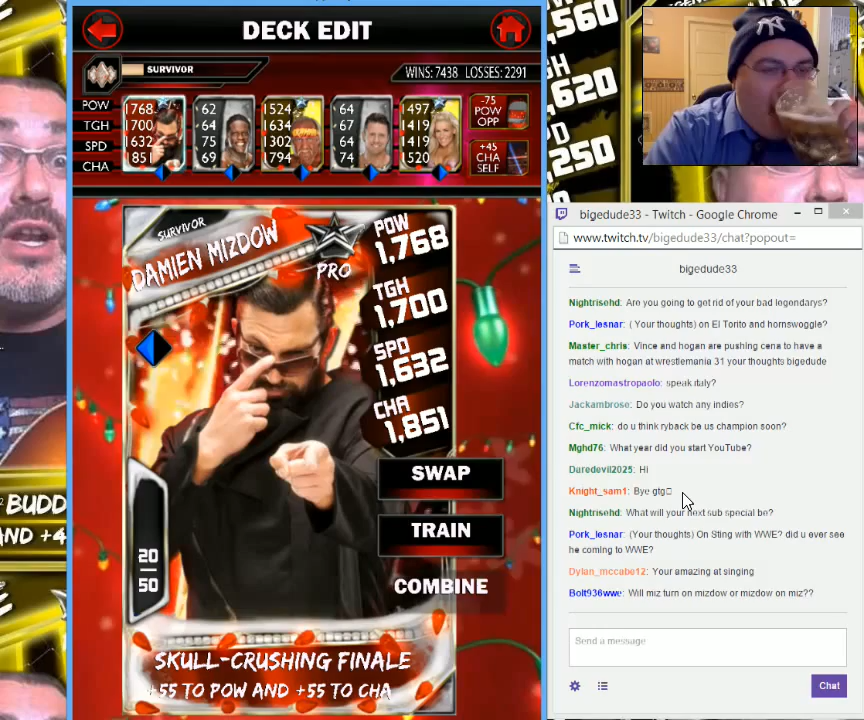 DECK EDIT
SURVIVOR
WINS: 7438 LOSSES: 2291
POW
TGH
SPD
CHA
1768
1700
1632
1851
62
64
75
69
1524
1634
1302
1794
64
67
64
74
1497
1419
1419
1520
-75
POW
OPP
+45
CHA
SELF
SURVIVOR
DAMIEN MIZDOW
PRO
POW
1,768
TGH
1,700
SPD
1,632
CHA
1,851
SWAP
TRAIN
COMBINE
20
50
SKULL-CRUSHING FINALE
+55 TO POW AND +55 TO CHA
BUDD
AND +4
,560
GH
,620
PD
,250
bigedude33 - Twitch - Google Chrome
www.twitch.tv/bigedude33/chat?popout=
bigedude33
Nightrisehd: Are you going to get rid of your bad legendarys?
Pork_lesnar: ( Your thoughts) on El Torito and hornswoggle?
Master_chris: Vince and hogan are pushing cena to have a
match with hogan at wrestlemania 31 your thoughts bigedude
Lorenzomastropaolo: speak italy?
Jackambrose: Do you watch any indies?
Cfc_mick: do u think ryback be us champion soon?
Mghd76: What year did you start YouTube?
Duredevil2025: Hi
Knight_sam1: Bye gtg
Nightrisehd: What will your next sub special be?
Pork_lesnar: (Your thoughts) On Sting with WWE? did u ever see
he coming to WWE?
Dylan_mccabe12: Your amazing at singing
Bolt936wwe: Will miz turn on mizdow or mizdow on miz??
Send a message
Chat